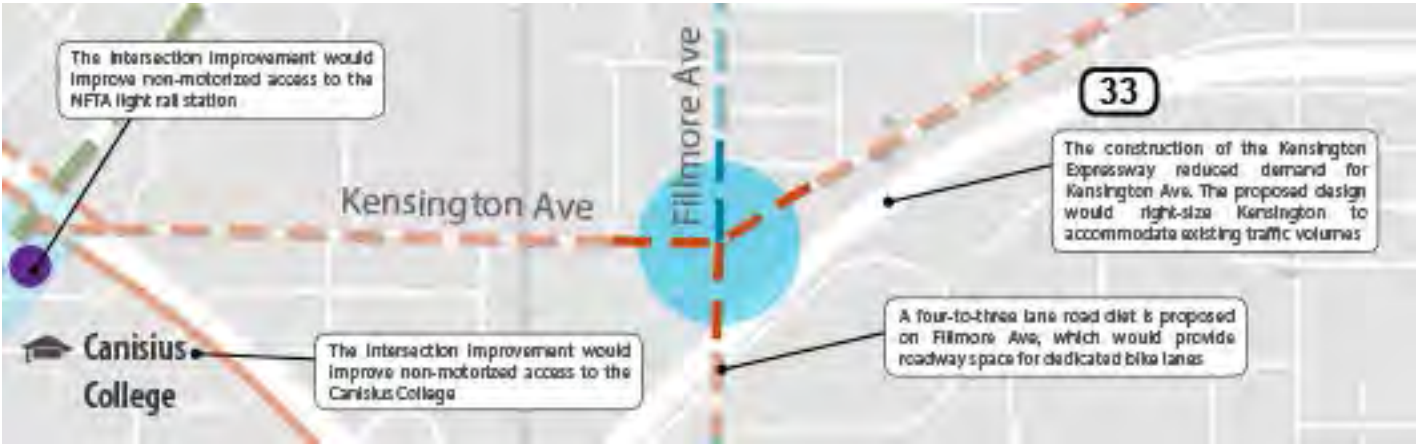 The intersection improvement would
improve non-motorized access to the
NFTA light rail station
Fillmore Ave
33
The construction of the Kensington
Expressway reduced demand for
Kensington Ave. The proposed design
would right-size Kensington to
accommodate existing traffic volumes
Kensington Ave
A four-to-three lane road diet is proposed
on Fillmore Ave, which would provide
roadway space for dedicated bike lanes
Canisius
College
The intersection improvement would
improve non-motorized access to the
Canisius College